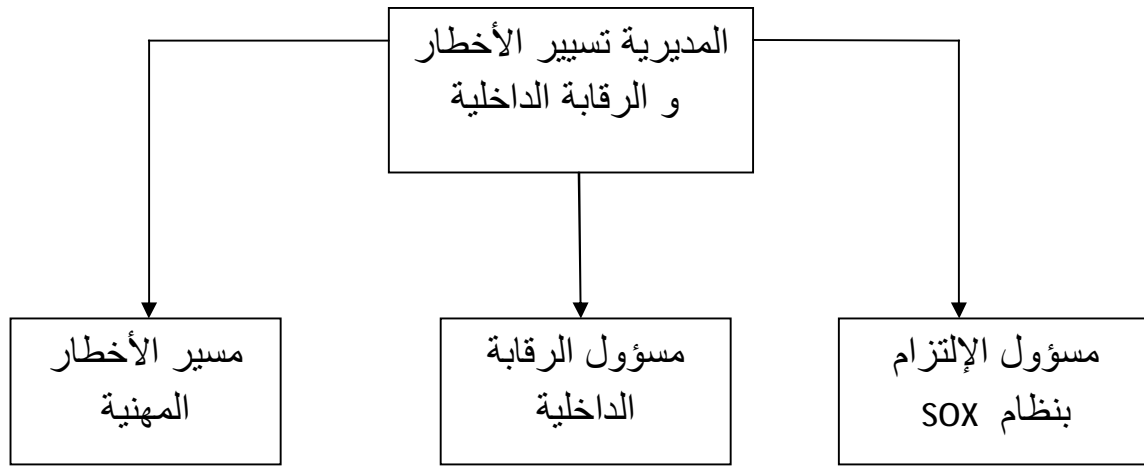 المديرية تسيير الأخطار
و الرقابة الداخلية
مسؤول الإلتزام
بنظام sox
مسؤول الرقابة
الداخلية
مسير الأخطار
المهنية